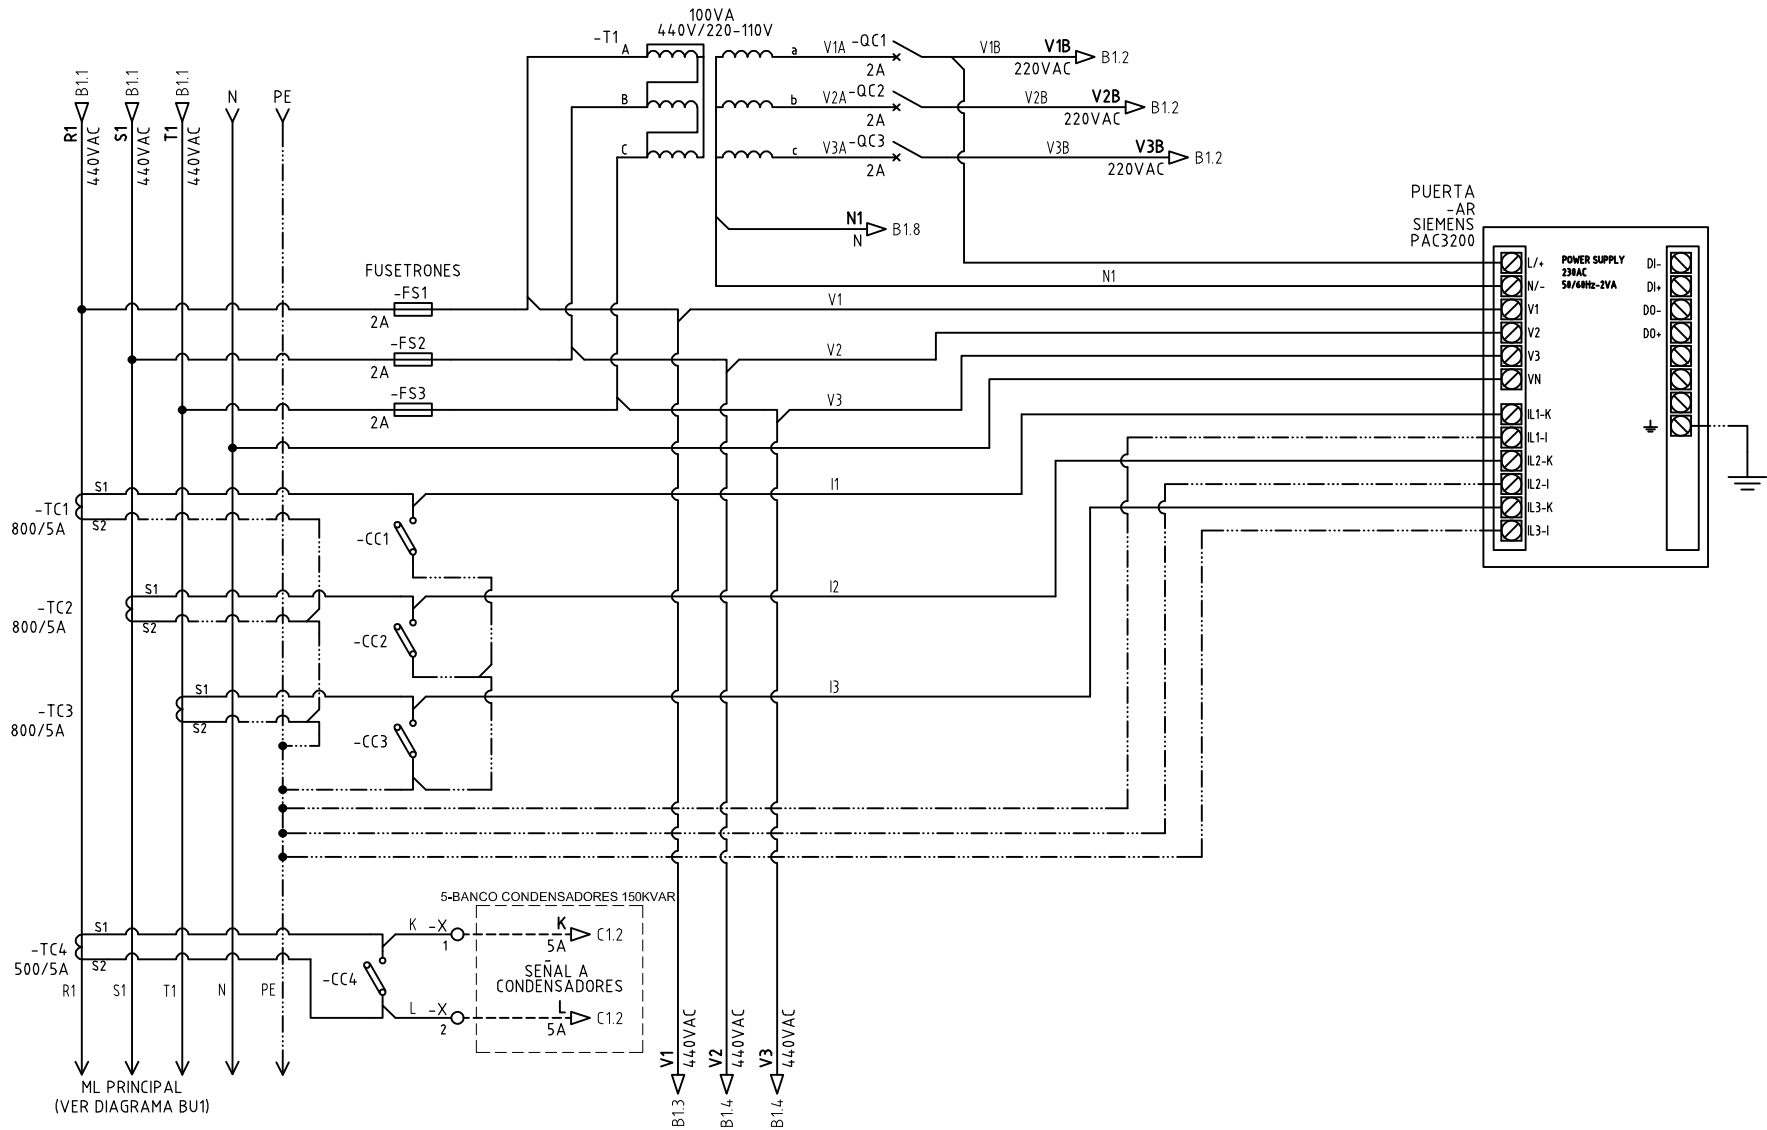 100VA
440V/220-110V
-T1
A
B
C
a
b
c
V1A
-QC1
2A
V1B
V1B
220VAC
B1.2
V2A
-QC2
2A
V2B
V2B
220VAC
B1.2
V3A
-QC3
2A
V3B
V3B
220VAC
B1.2
N1
N
B1.8
B1.1
B1.1
B1.1
N
PE
R1
440VAC
S1
440VAC
T1
440VAC
FUSETRONES
-FS1
2A
-FS2
2A
-FS3
2A
V1
V2
V3
N1
PUERTA
-AR
SIEMENS
PAC3200
L/+
N/-
V1
V2
V3
VN
IL1-K
IL1-I
IL2-K
IL2-I
IL3-K
IL3-I
POWER SUPPLY
230AC
50/60Hz-2VA
DI-
DI+
DO-
DO+
S1
-TC1
800/5A
S2
-CC1
I1
S1
-TC2
800/5A
S2
-CC2
I2
S1
-TC3
800/5A
S2
-CC3
I3
5-BANCO CONDENSADORES 150KVAR
S1
-TC4
500/5A
S2
-CC4
K
-X
1
K
5A
C1.2
SEÑAL A
CONDENSADORES
L
-X
2
L
5A
C1.2
R1
S1
T1
N
PE
ML PRINCIPAL
(VER DIAGRAMA BU1)
V1
440VAC
B1.3
V2
440VAC
B1.4
V3
440VAC
B1.4